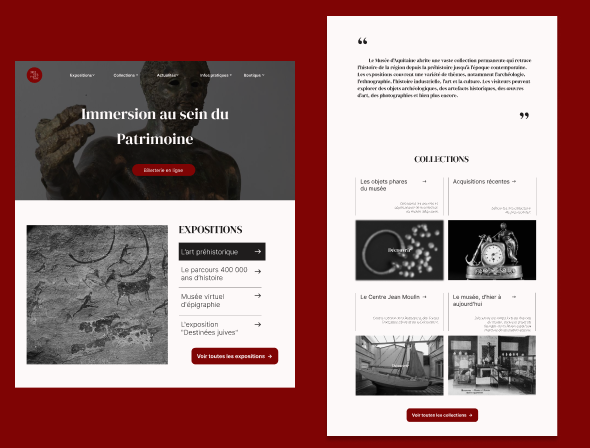 Expositions
Collections
Actualités
Infos pratiques
Boutique
Immersion au sein du
Patrimoine
Billetterie en ligne
EXPOSITIONS
L'art préhistorique →
Le parcours 400 000 →
ans d'histoire
Musée virtuel →
d'épigraphie
L'exposition →
"Destinées juives"
Voir toutes les expositions →
“
Le Musée d'Aquitaine abrite une vaste collection permanente qui retrace
l'histoire de la région depuis la préhistoire jusqu'à l'époque contemporaine.
Les expositions couvrent une variété de thèmes, notamment l'archéologie,
l'ethnographie, l'histoire industrielle, l'art et la culture. Les visiteurs peuvent
explorer des objets archéologiques, des artefacts historiques, des œuvres
d'art, des photographies et bien plus encore.
”
COLLECTIONS
Les objets phares →
du musée
Acquisitions récentes →
Découvrir
Le Centre Jean Moulin →
Le musée, d'hier à →
aujourd'hui
Voir toutes les collections →